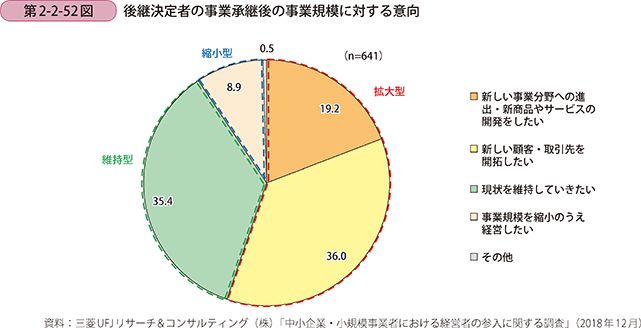 第2-2-52図
後継決定者の事業承継後の事業規模に対する意向
(n=641)
縮小型
0.5
8.9
拡大型
19.2
維持型
35.4
36.0
新しい事業分野への進
出・新商品やサービスの
開発をしたい
新しい顧客・取引先を
開拓したい
現状を維持していきたい
事業規模を縮小のうえ
経営したい
その他
資料：三菱UFJリサーチ＆コンサルティング（株）「中小企業・小規模事業者における経営者の参入に関する調査」（2018年12月）